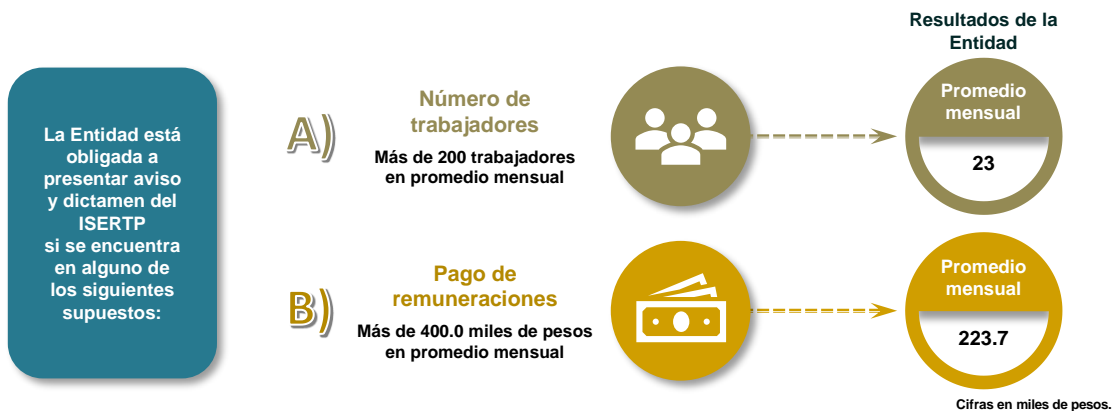 La Entidad está
obligada a
presentar aviso
y dictamen del
ISERTP
si se encuentra
en alguno de
los siguientes
supuestos:
A)
Número de
trabajadores
Más de 200 trabajadores
en promedio mensual
Resultados de la
Entidad
Promedio
mensual
23
B)
Pago de
remuneraciones
Más de 400.0 miles de pesos
en promedio mensual
Promedio
mensual
223.7
Cifras en miles de pesos.